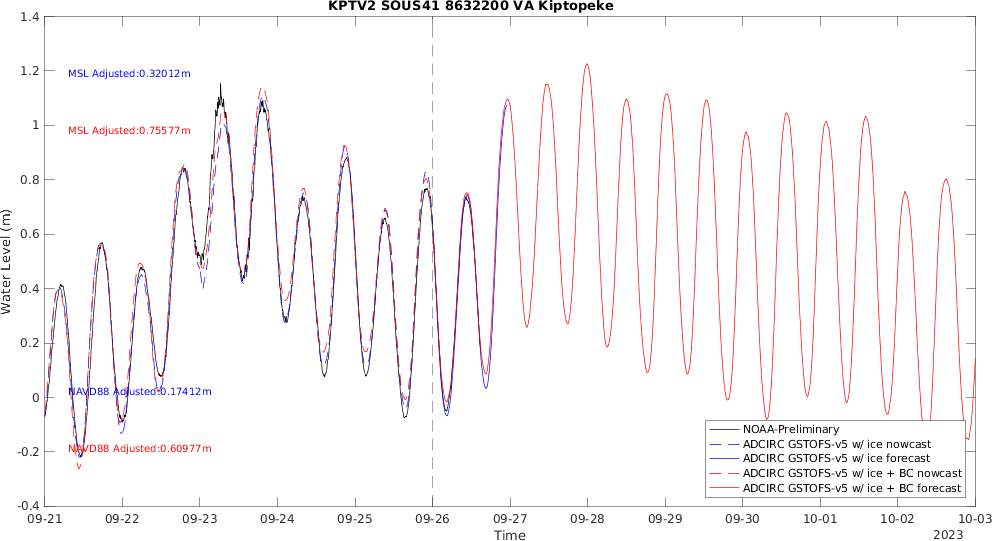 KPTV2 SOUS41 8632200 VA Kiptopeke
1.4
1.2
1
0.8
0.6
0.4
0.2
0
-0.2
-0.4
Water Level (m)
MSL Adjusted:0.32012m
MSL Adjusted:0.75577m
NAVD88 Adjusted:0.17412m
NAVD88 Adjusted:0.60977m
NOAA-Preliminary
ADCIRC GSTOFS-v5 w/ ice nowcast
ADCIRC GSTOFS-v5 w/ ice forecast
ADCIRC GSTOFS-v5 w/ ice + BC nowcast
ADCIRC GSTOFS-v5 w/ ice + BC forecast
09-21 09-22 09-23 09-24 09-25 09-26 09-27 09-28 09-29 09-30 10-01 10-02 10-03
Time
2023